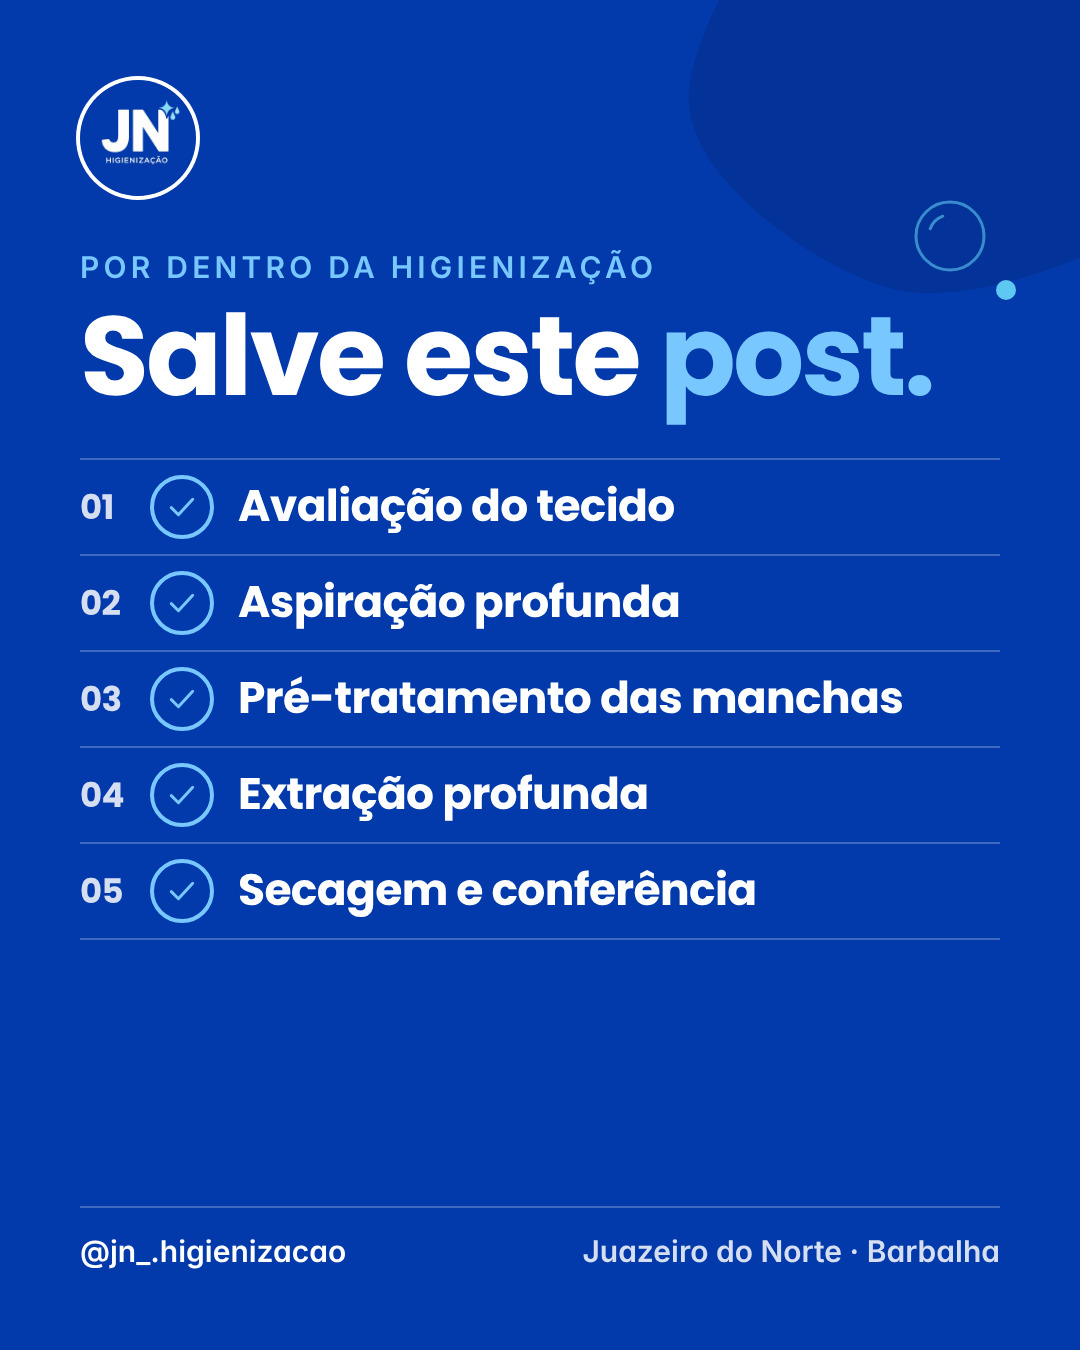 JN
HIGIENIZAÇÃO
POR DENTRO DA HIGIENIZAÇÃO
Salve este post.
01 Avaliação do tecido
02 Aspiração profunda
03 Pré-tratamento das manchas
04 Extração profunda
05 Secagem e conferência
@jn_.higienizacao
Juazeiro do Norte · Barbalha